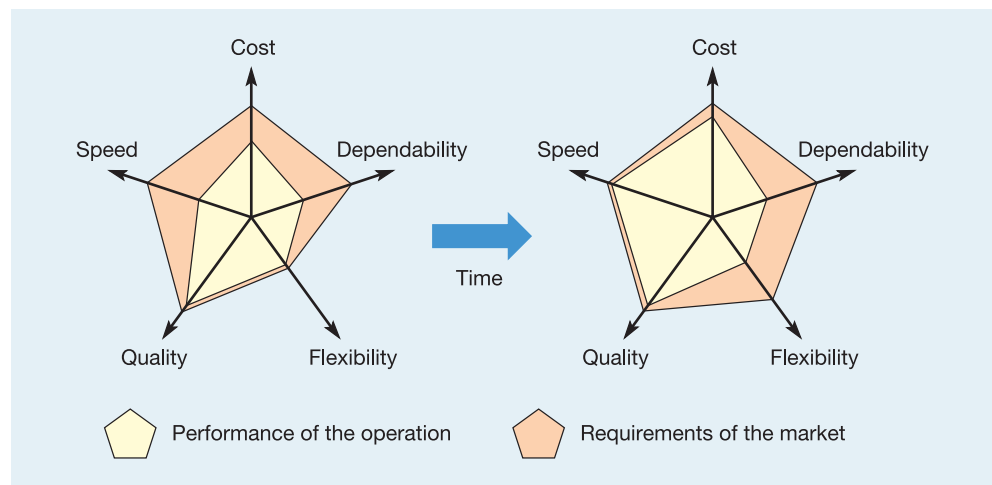 Cost
Cost
Speed
Dependability
Speed
Dependability
Time
Quality
Flexibility
Quality
Flexibility
Performance of the operation
Requirements of the market